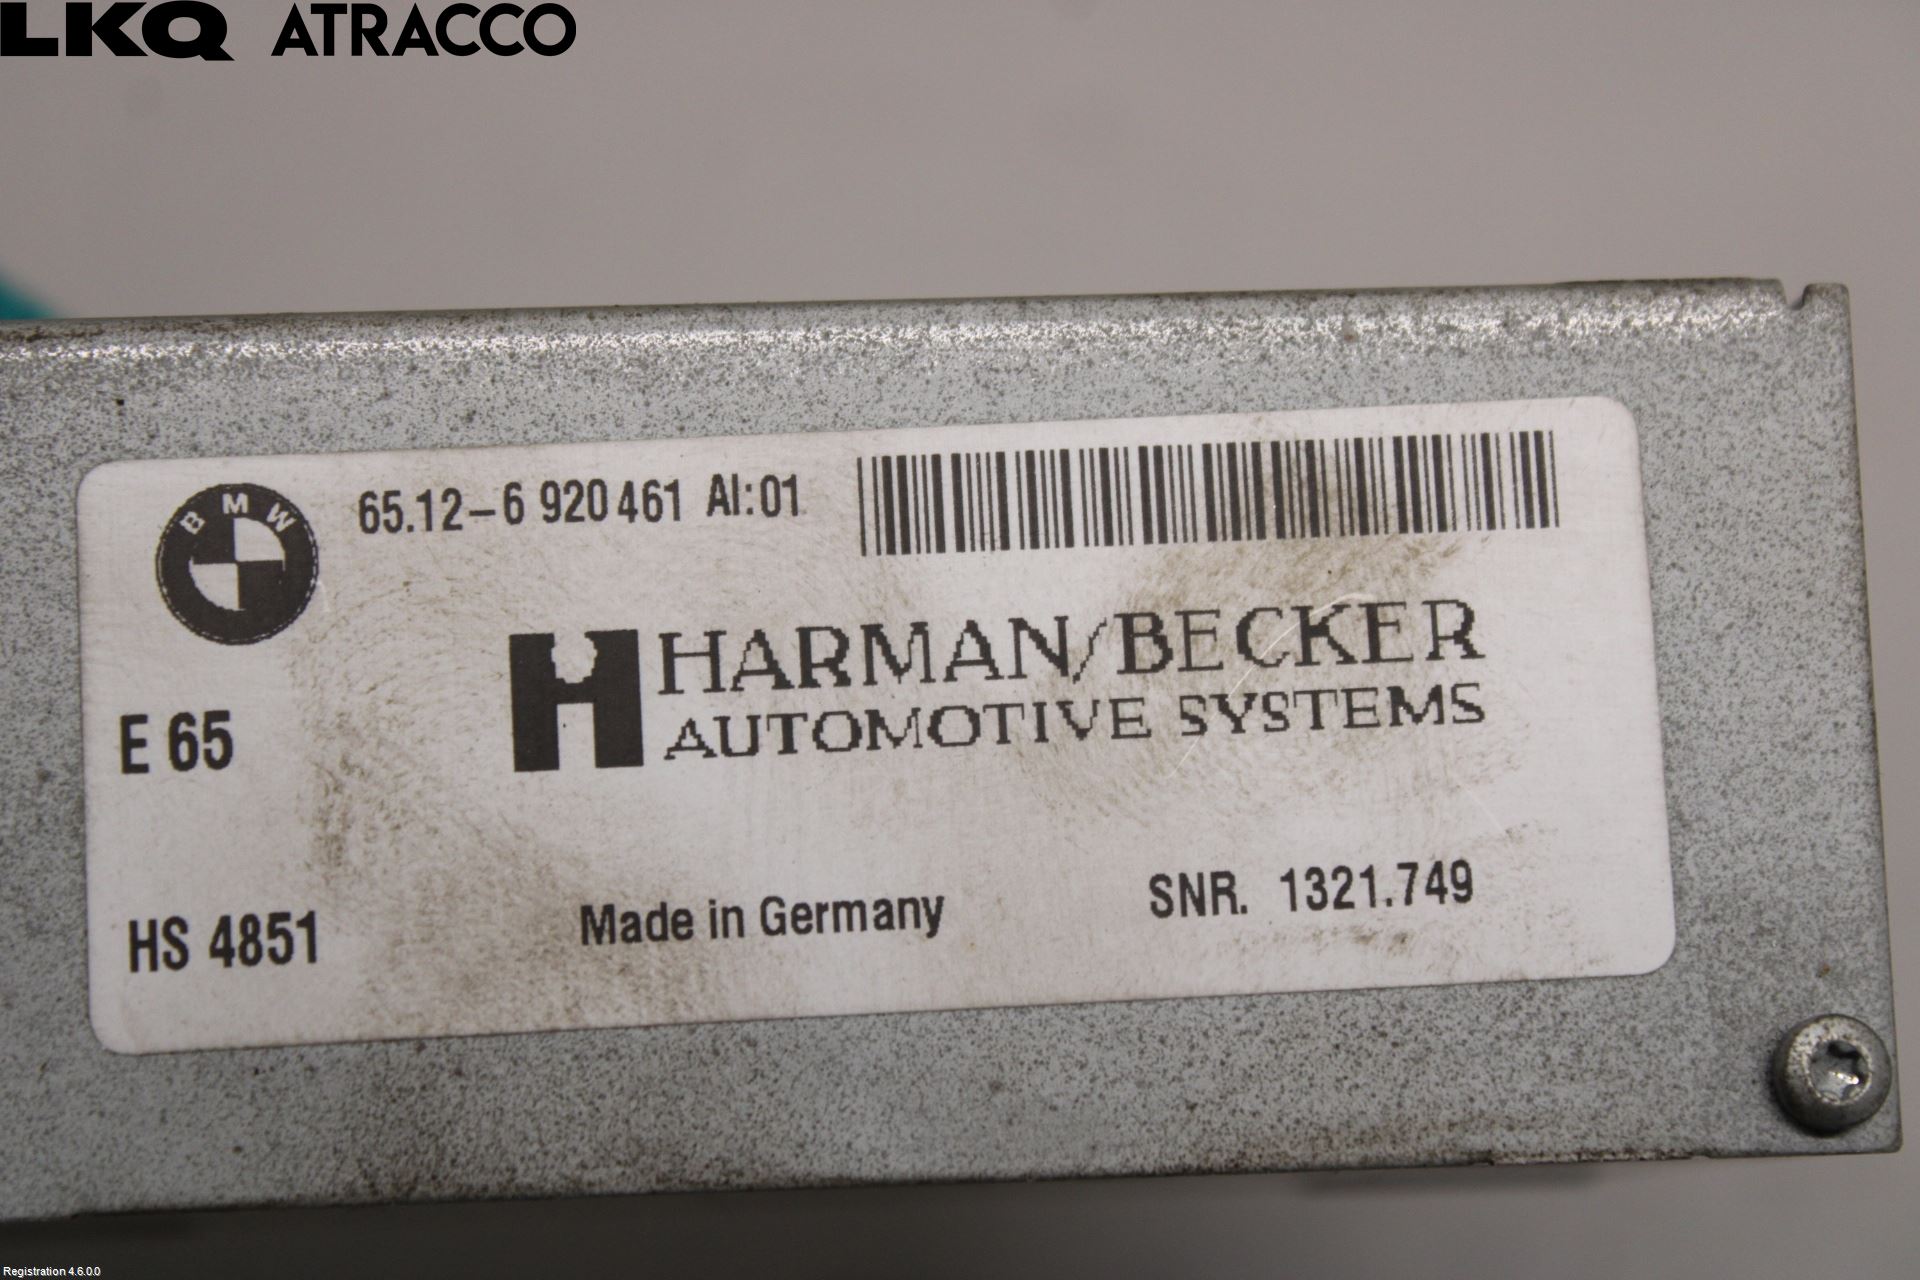 LKQ ATRACCO
BMW
65.12-6 920 461 AI:01
HARMAN/BECKER
AUTOMOTIVE SYSTEMS
E 65
HS 4851
Made in Germany
SNR. 1321.749
Registration 4.6.0.0